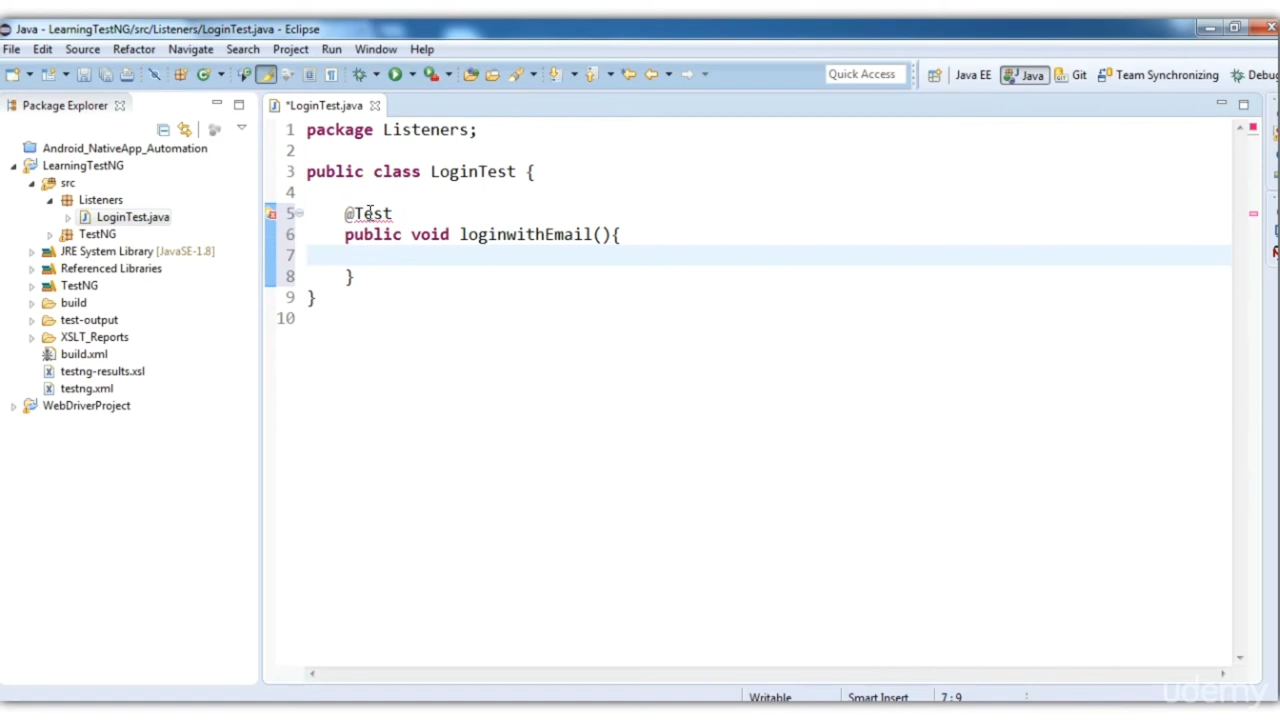 Java - LearningTestNG/src/Listeners/LoginTest.java - Eclipse
File Edit Source Refactor Navigate Search Project Run Window Help
Quick Access Java EE Java Git Team Synchronizing Debug
Package Explorer
*LoginTest.java
Android_NativeApp_Automation
LearningTestNG
src
Listeners
LoginTest.java
TestNG
JRE System Library [JavaSE-1.8]
Referenced Libraries
TestNG
build
test-output
XSLT_Reports
build.xml
testng-results.xsl
testng.xml
WebDriverProject
1 package Listeners;
2
3 public class LoginTest {
4
5 @Test
6 public void loginwithEmail(){
7
8 }
9 }
10
Writable Smart Insert 7:9
udemy